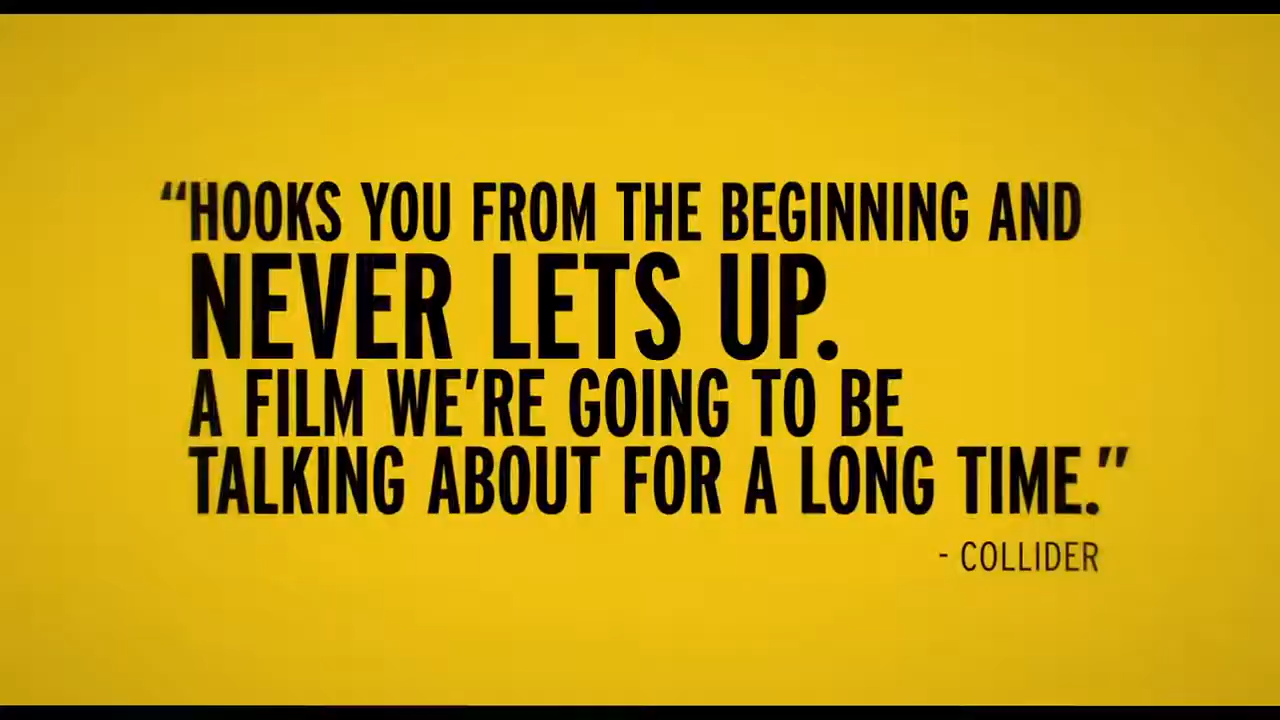 “HOOKS YOU FROM THE BEGINNING AND
NEVER LETS UP.
A FILM WE’RE GOING TO BE
TALKING ABOUT FOR A LONG TIME.”
- COLLIDER